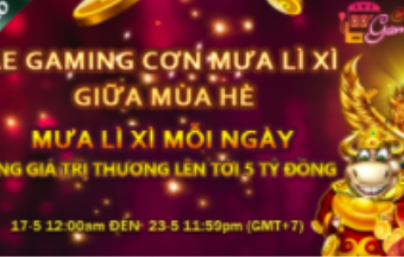 GAMING CƠN MƯA LÌ XÌ
GIỮA MÙA HÈ
MƯA LÌ XÌ MỖI NGÀY
GIÁ TRỊ THƯỞNG LÊN TỚI 5 TỶ ĐỒNG
17-5 12:00am ĐẾN 23-5 11:59pm (GMT+7)